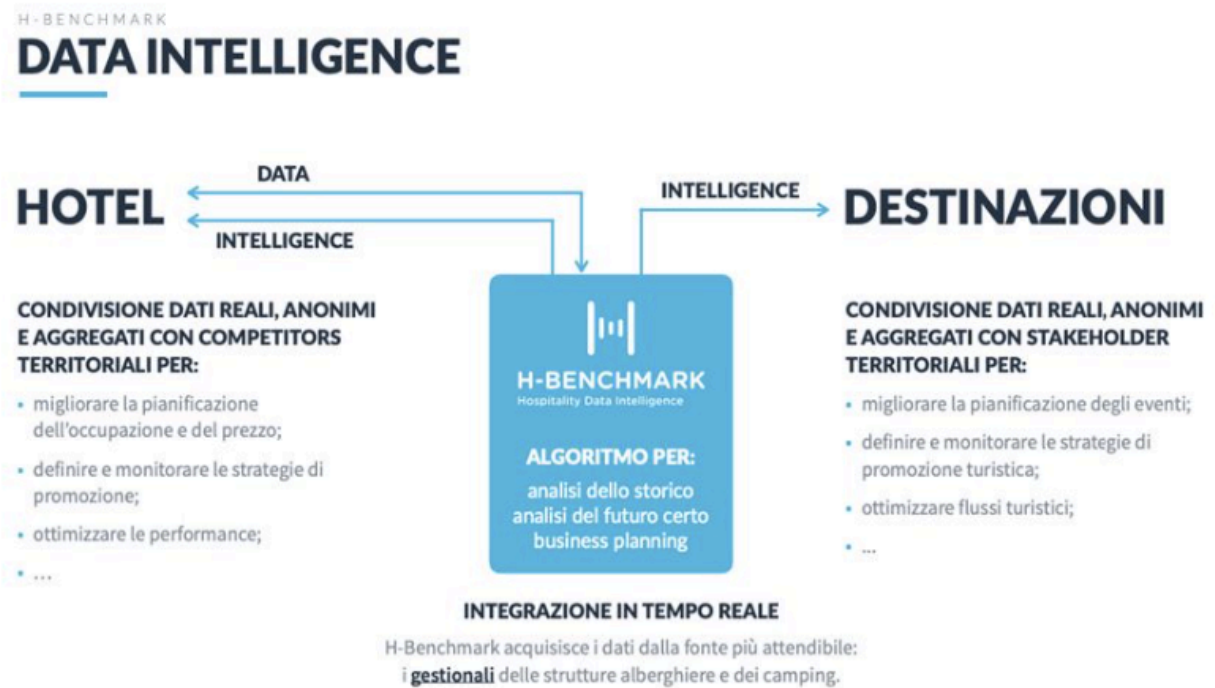 H-BENCHMARK
DATA INTELLIGENCE
DATA
HOTEL
INTELLIGENCE
INTELLIGENCE
DESTINAZIONI
CONDIVISIONE DATI REALI, ANONIMI
E AGGREGATI CON COMPETITORS
TERRITORIALI PER:
• migliorare la pianificazione
dell'occupazione e del prezzo;
• definire e monitorare le strategie di
promozione;
• ottimizzare le performance;
• ...
H-BENCHMARK
Hospitality Data Intelligence
ALGORITMO PER:
analisi dello storico
analisi del futuro certo
business planning
CONDIVISIONE DATI REALI, ANONIMI
E AGGREGATI CON STAKEHOLDER
TERRITORIALI PER:
• migliorare la pianificazione degli eventi;
• definire e monitorare le strategie di
promozione turistica;
• ottimizzare flussi turistici;
• ...
INTEGRAZIONE IN TEMPO REALE
H-Benchmark acquisisce i dati dalla fonte più attendibile:
i gestionali delle strutture alberghiere e dei camping.